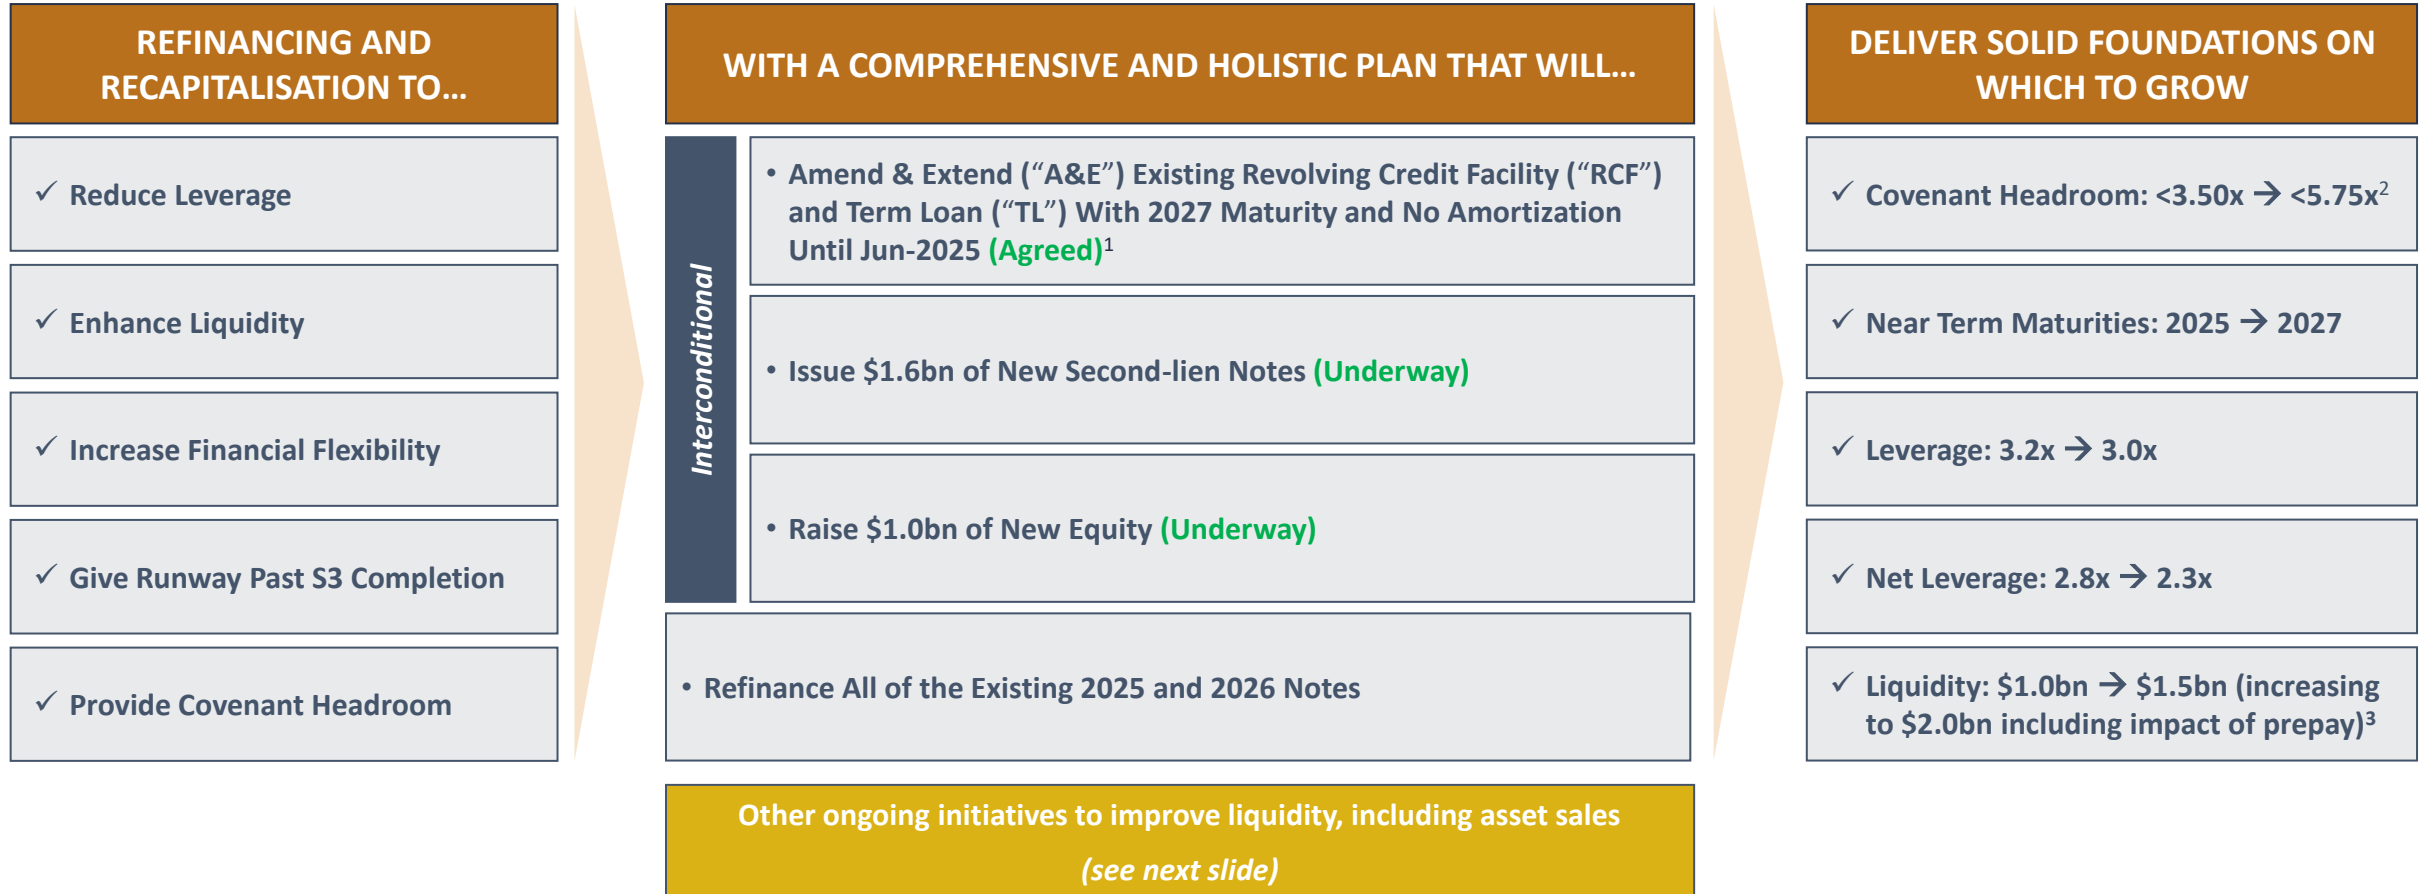 REFINANCING AND
RECAPITALISATION TO...
✓ Reduce Leverage
✓ Enhance Liquidity
✓ Increase Financial Flexibility
✓ Give Runway Past S3 Completion
✓ Provide Covenant Headroom
WITH A COMPREHENSIVE AND HOLISTIC PLAN THAT WILL...
Interconditional
• Amend & Extend (“A&E”) Existing Revolving Credit Facility (“RCF”)
and Term Loan (“TL”) With 2027 Maturity and No Amortization
Until Jun-2025 (Agreed)¹
• Issue $1.6bn of New Second-lien Notes (Underway)
• Raise $1.0bn of New Equity (Underway)
• Refinance All of the Existing 2025 and 2026 Notes
Other ongoing initiatives to improve liquidity, including asset sales
(see next slide)
DELIVER SOLID FOUNDATIONS ON
WHICH TO GROW
✓ Covenant Headroom: <3.50x → <5.75x²
✓ Near Term Maturities: 2025 → 2027
✓ Leverage: 3.2x → 3.0x
✓ Net Leverage: 2.8x → 2.3x
✓ Liquidity: $1.0bn → $1.5bn (increasing
to $2.0bn including impact of prepay)³